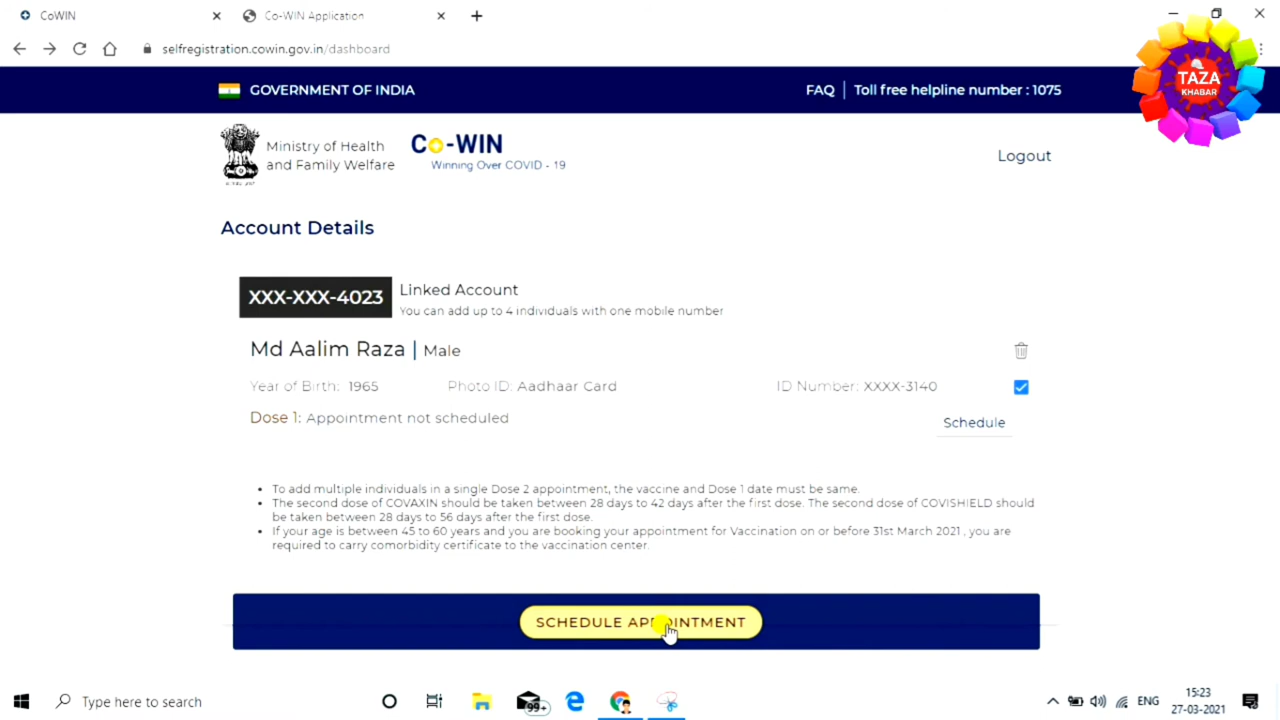 CoWIN
Co-WIN Application
selfregistration.cowin.gov.in/dashboard
TAZA
KHABAR
GOVERNMENT OF INDIA
FAQ | Toll free helpline number : 1075
Ministry of Health
and Family Welfare
Co-WIN
Winning Over COVID - 19
Logout
Account Details
XXX-XXX-4023
Linked Account
You can add up to 4 individuals with one mobile number
Md Aalim Raza | Male
Year of Birth: 1965 Photo ID: Aadhaar Card ID Number: XXXX-3140
Dose 1: Appointment not scheduled
Schedule
• To add multiple individuals in a single Dose 2 appointment, the vaccine and Dose 1 date must be same.
• The second dose of COVAXIN should be taken between 28 days to 42 days after the first dose. The second dose of COVISHIELD should
be taken between 28 days to 56 days after the first dose.
• If your age is between 45 to 60 years and you are booking your appointment for Vaccination on or before 31st March 2021 , you are
required to carry comorbidity certificate to the vaccination center.
SCHEDULE APPOINTMENT
Type here to search
99+
ENG
15:23
27-03-2021